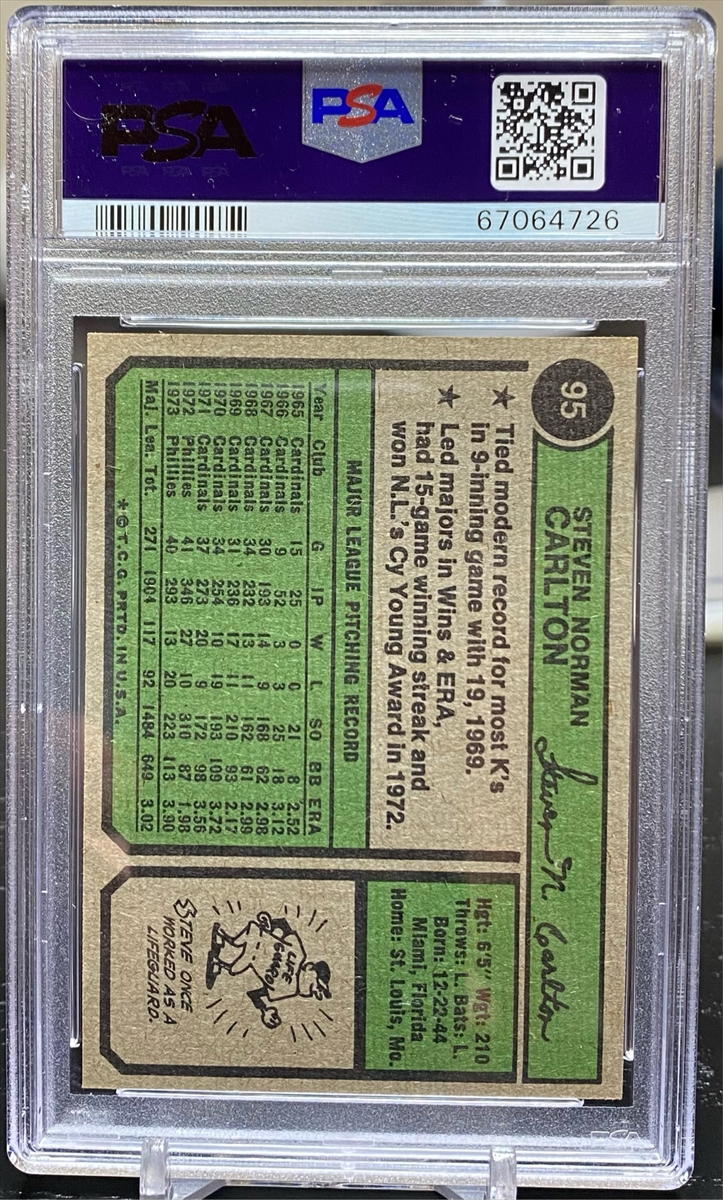 PSA
PSA
PSA PSA PSA
67064726
95
STEVEN NORMAN
CARLTON
Steven N. Carlton
★ Tied modern record for most K's
in 9-inning game with 19, 1969.
★ Led majors in Wins & ERA,
had 15-game winning streak and
won N.L.'s Cy Young Award in 1972.
Hgt: 6'5" Wgt: 210
Throws: L. Bats: L.
Born: 12-22-44
Miami, Florida
Home: St. Louis, Mo.
MAJOR LEAGUE PITCHING RECORD
Year Club G IP W L SO BB ERA
1965 Cardinals 15 25 0 0 21 8 2.52
1966 Cardinals 9 52 3 3 25 18 3.12
1967 Cardinals 30 193 14 9 168 62 2.98
1968 Cardinals 34 232 13 11 162 61 2.99
1969 Cardinals 31 236 17 11 210 93 2.17
1970 Cardinals 34 254 10 19 193 109 3.72
1971 Cardinals 37 273 20 9 172 98 3.56
1972 Phillies 41 346 27 10 310 87 1.98
1973 Phillies 40 293 13 20 223 113 3.90
Maj. Lea. Tot. 271 1904 117 92 1484 649 3.02
*© T.C.G. PRTD. IN U.S.A.
LIFE
GUARD
STEVE ONCE
WORKED AS A
LIFEGUARD.
PSA